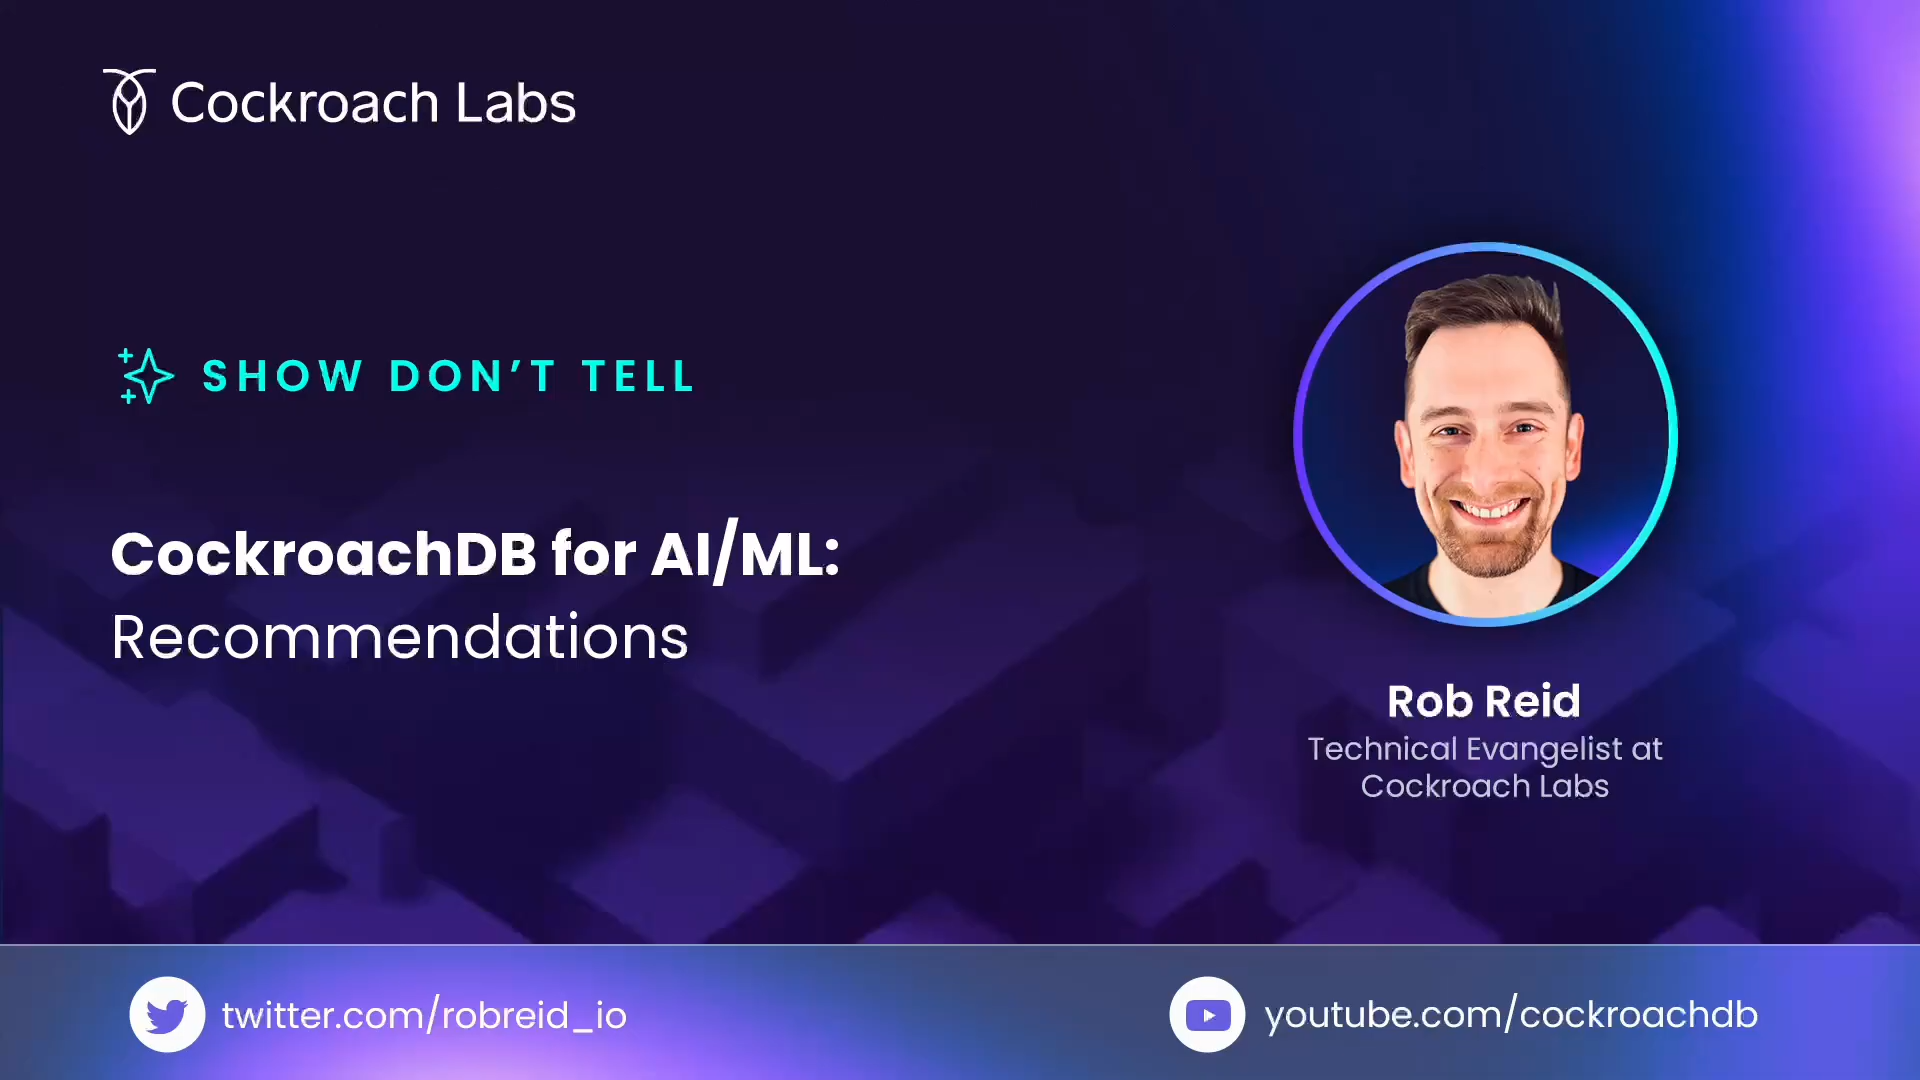 Cockroach Labs
SHOW DON’T TELL
CockroachDB for AI/ML:
Recommendations
Rob Reid
Technical Evangelist at
Cockroach Labs
twitter.com/robreid_io
youtube.com/cockroachdb